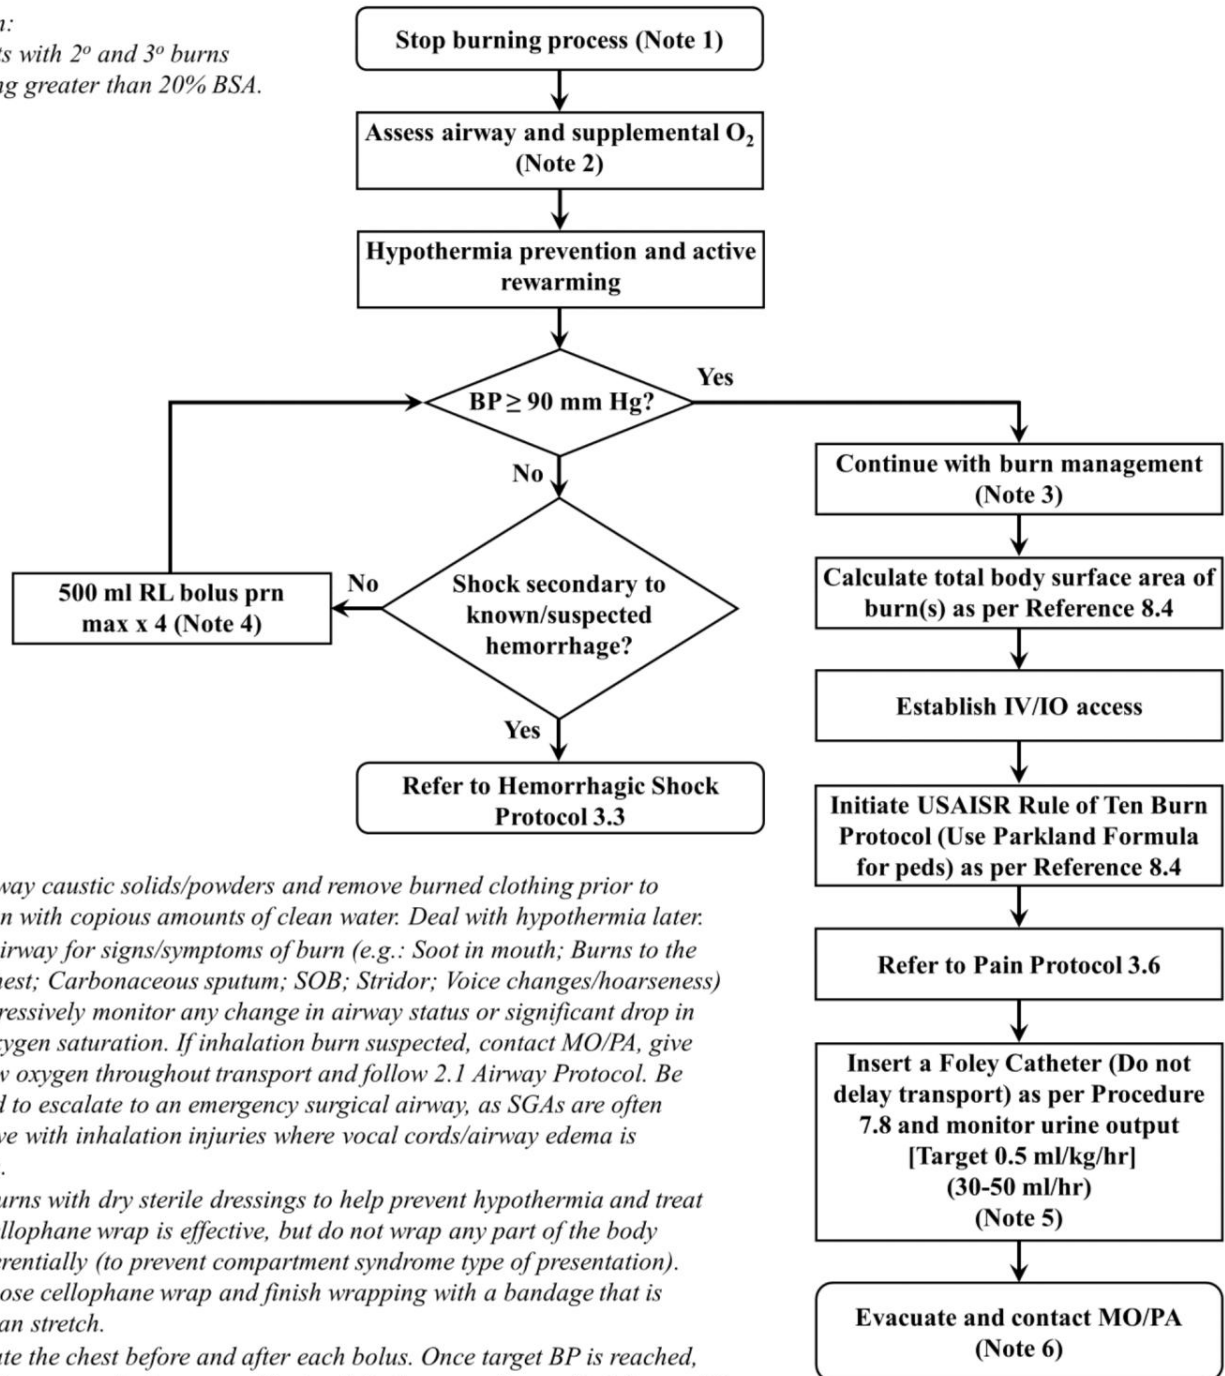 n:
ts with 2º and 3º burns
ng greater than 20% BSA.
Stop burning process (Note 1)
Assess airway and supplemental O₂
(Note 2)
Hypothermia prevention and active
rewarming
BP ≥ 90 mm Hg?
Yes
No
Shock secondary to
known/suspected
hemorrhage?
No
500 ml RL bolus prn
max x 4 (Note 4)
Yes
Refer to Hemorrhagic Shock
Protocol 3.3
Continue with burn management
(Note 3)
Calculate total body surface area of
burn(s) as per Reference 8.4
Establish IV/IO access
Initiate USAISR Rule of Ten Burn
Protocol (Use Parkland Formula
for peds) as per Reference 8.4
Refer to Pain Protocol 3.6
Insert a Foley Catheter (Do not
delay transport) as per Procedure
7.8 and monitor urine output
[Target 0.5 ml/kg/hr]
(30-50 ml/hr)
(Note 5)
Evacuate and contact MO/PA
(Note 6)
way caustic solids/powders and remove burned clothing prior to
n with copious amounts of clean water. Deal with hypothermia later.
irway for signs/symptoms of burn (e.g.: Soot in mouth; Burns to the
hest; Carbonaceous sputum; SOB; Stridor; Voice changes/hoarseness)
ressively monitor any change in airway status or significant drop in
xygen saturation. If inhalation burn suspected, contact MO/PA, give
w oxygen throughout transport and follow 2.1 Airway Protocol. Be
d to escalate to an emergency surgical airway, as SGAs are often
ve with inhalation injuries where vocal cords/airway edema is
urns with dry sterile dressings to help prevent hypothermia and treat
ellophane wrap is effective, but do not wrap any part of the body
erentially (to prevent compartment syndrome type of presentation).
ose cellophane wrap and finish wrapping with a bandage that is
an stretch.
ate the chest before and after each bolus. Once target BP is reached,